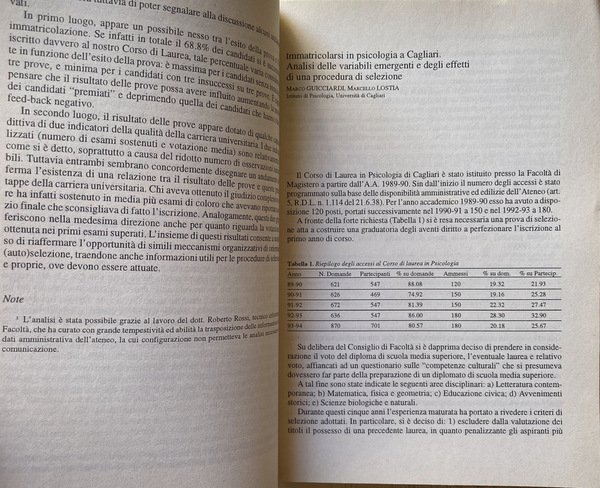 tuttavia di poter segnalare alla discussione alcuni
In primo luogo, appare un possibile nesso tra l'esito della prova
immatricolazione. Se infatti in totale il 68.8% dei candidati si è
iscritto davvero al nostro Corso di Laurea, tale percentuale varia
te in funzione dell'esito della prova: è massima per i candidati senza
tre prove, e minima per i candidati con tre insuccessi su tre prove.
pensare che il risultato delle prove possa avere influito aumentando la
dei candidati "premiati" e deprimendo quella dei candidati che hanno
feed-back negativo.
In secondo luogo, il risultato delle prove appare dotato di qualche
dittiva di due indicatori della qualità della carriera universitaria. I due
lizzati (numero di esami sostenuti e votazione media) sono
come si è detto, soprattutto a causa del ridotto numero di osservazioni
bili. Tuttavia entrambi sembrano concordemente disegnare un
ferma l'esistenza di una relazione tra il risultato delle prove e
tappe della carriera universitaria. Chi aveva ottenuto il giudizio
re ha infatti sostenuto in media più esami di coloro che avevano riportato
zio finale che sconsigliava di fatto l'iscrizione. Analogamente, queste
feriscono nella medesima direzione anche per quanto riguarda la votazione
ottenuta nei primi esami superati. L'insieme di questi risultati consente
so di riaffermare l'opportunità di simili meccanismi organizzativi di
(auto)selezione, traendone anche informazioni utili per le procedure di
e proprie, ove devono essere attuate.
Note
¹ L'analisi è stata possibile grazie al lavoro del dott. Roberto Rossi, tecnico
Facoltà, che ha curato con grande tempestività ed abilità la trasposizione delle
dati amministrativa dell'ateneo, la cui configurazione non permetteva le analisi
comunicazione.
Immatricolarsi in psicologia a Cagliari.
Analisi delle variabili emergenti e degli effetti
di una procedura di selezione
MARCO GUICCIARDI, MARCELLO LOSTIA
Istituto di Psicologia, Università di Cagliari
Il Corso di Laurea in Psicologia di Cagliari è stato istituito presso la Facoltà di
Magistero a partire dall'A.A. 1989-90. Sin dall'inizio il numero degli accessi è stato
programmato sulla base delle disponibilità amministrative ed edilizie dell'Ateneo (art.
5, R.D.L. n. 1.114 del 21.6.38). Per l'anno accademico 1989-90 esso ha avuto a dispo-
sizione 120 posti, portati successivamente nel 1990-91 a 150 e nel 1992-93 a 180.
A fronte della forte richiesta (Tabella 1) si è resa necessaria una prova di selezione
atta a costruire una graduatoria degli aventi diritto a perfezionare l'iscrizione al
primo anno di corso.
Tabella 1. Riepilogo degli accessi al Corso di laurea in Psicologia
Anno N. Domande Partecipanti % su domande Ammessi % su dom. % su Partecip.
89-90 621 547 88.08 120 19.32 21.93
90-91 626 469 74.92 150 19.16 25.28
91-92 672 547 81.39 150 22.32 27.47
92-93 636 547 86.00 180 28.30 32.90
93-94 870 701 80.57 180 20.18 25.67
Su delibera del Consiglio di Facoltà si è dapprima deciso di prendere in conside-
razione il voto del diploma di scuola media superiore, l'eventuale laurea e relativo
voto, affiancati ad un questionario sulle "competenze culturali" che si presumeva
dovessero far parte della preparazione di un diplomato di scuola media superiore.
A tal fine sono state indicate le seguenti aree disciplinari: a) Letteratura contem-
poranea; b) Matematica, fisica e geometria; c) Educazione civica; d) Avvenimenti
storici; e) Scienze biologiche e naturali.
Durante questi cinque anni l'esperienza maturata ha portato a rivedere i criteri di
selezione adottati. In particolare, si è deciso di: 1) escludere dalla valutazione dei
titoli il possesso di una precedente laurea, in quanto penalizzante gli aspiranti più